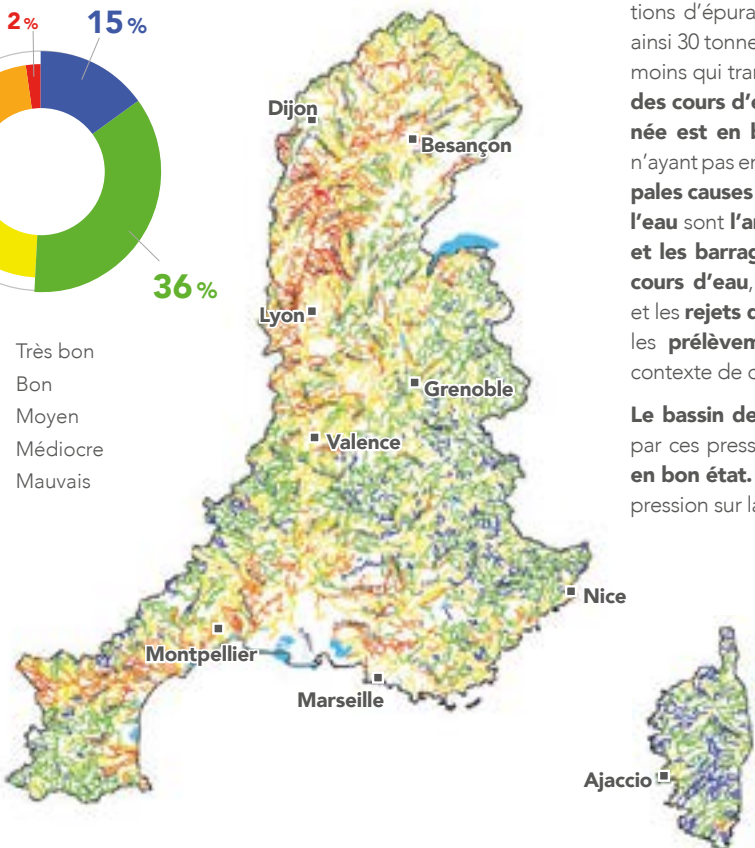 2 %
15 %
36 %
Très bon
Bon
Moyen
Médiocre
Mauvais
Dijon
Besançon
Lyon
Grenoble
Valence
Nice
Montpellier
Marseille
Ajaccio
tions d'épura
ainsi 30 tonne
moins qui tra
des cours d'e
née est en b
n'ayant pas en
pales causes
l'eau sont l'a
et les barrag
cours d'eau,
et les rejets d
les prélèvem
contexte de c
Le bassin de
par ces press
en bon état.
pression sur la